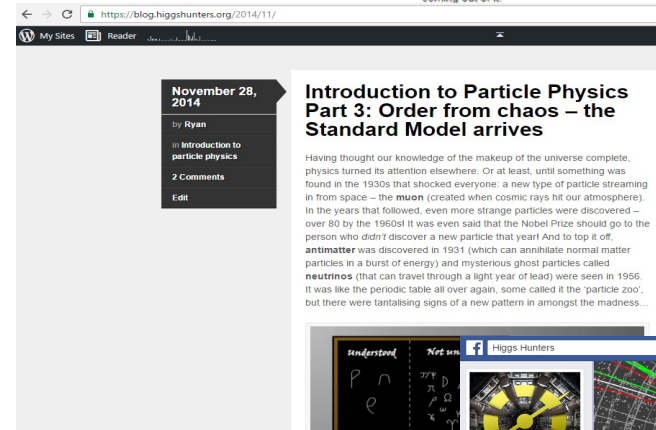 https://blog.higgshunters.org/2014/11/
My Sites Reader
November 28,
2014
by Ryan
in Introduction to
particle physics
2 Comments
Edit
Introduction to Particle Physics
Part 3: Order from chaos – the
Standard Model arrives
Having thought our knowledge of the makeup of the universe complete,
physics turned its attention elsewhere. Or at least, until something was
found in the 1930s that shocked everyone: a new type of particle streaming
in from space – the muon (created when cosmic rays hit our atmosphere).
In the years that followed, even more strange particles were discovered –
over 80 by the 1960s! It was even said that the Nobel Prize should go to the
person who didn't discover a new particle that year! And to top it off,
antimatter was discovered in 1931 (which can annihilate normal matter
particles in a burst of energy) and mysterious ghost particles called
neutrinos (that can travel through a light year of lead) were seen in 1956.
It was like the periodic table all over again, some called it the 'particle zoo',
but there were tantalising signs of a new pattern in amongst the madness…
Understood Not un
P n
e
Higgs Hunters